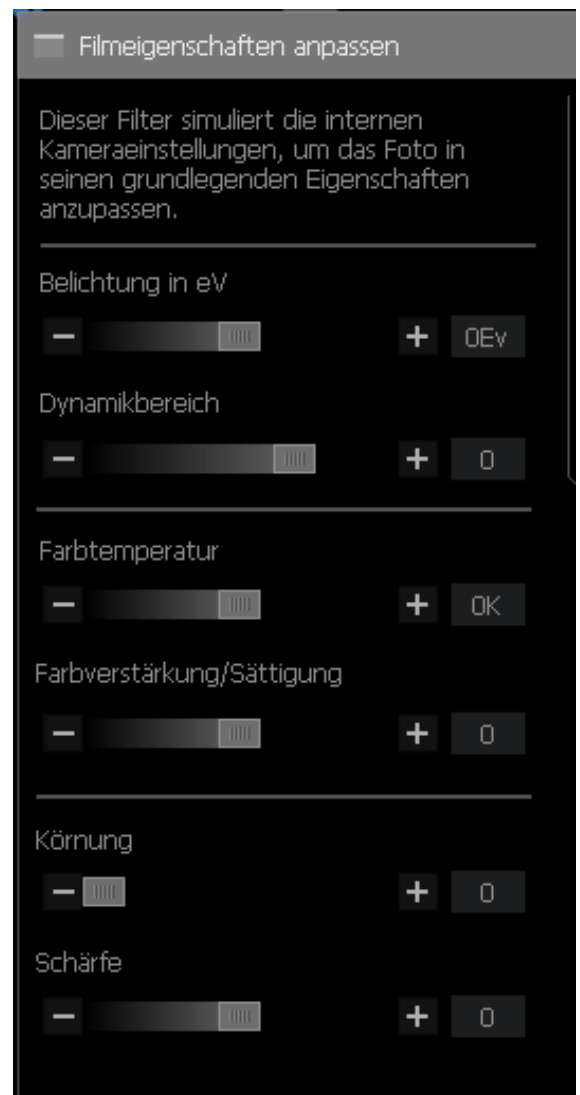 Filmeigenschaften anpassen
Dieser Filter simuliert die internen
Kameraeinstellungen, um das Foto in
seinen grundlegenden Eigenschaften
anzupassen.
Belichtung in eV
− + 0Ev
Dynamikbereich
− + 0
Farbtemperatur
− + 0K
Farbverstärkung/Sättigung
− + 0
Körnung
− + 0
Schärfe
− + 0